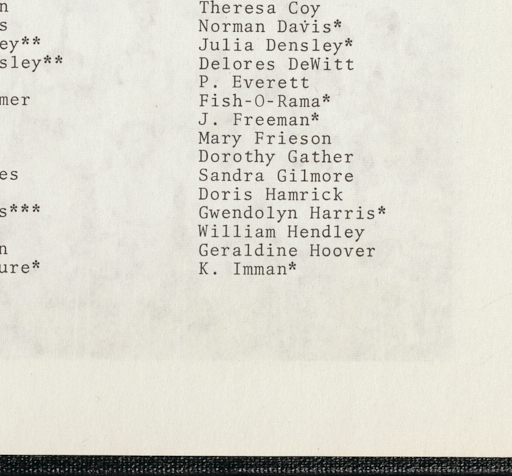 n
s
ey**
sley**
mer
es
s***
n
ure*
Theresa Coy
Norman Davis*
Julia Densley*
Delores DeWitt
P. Everett
Fish-O-Rama*
J. Freeman*
Mary Frieson
Dorothy Gather
Sandra Gilmore
Doris Hamrick
Gwendolyn Harris*
William Hendley
Geraldine Hoover
K. Imman*